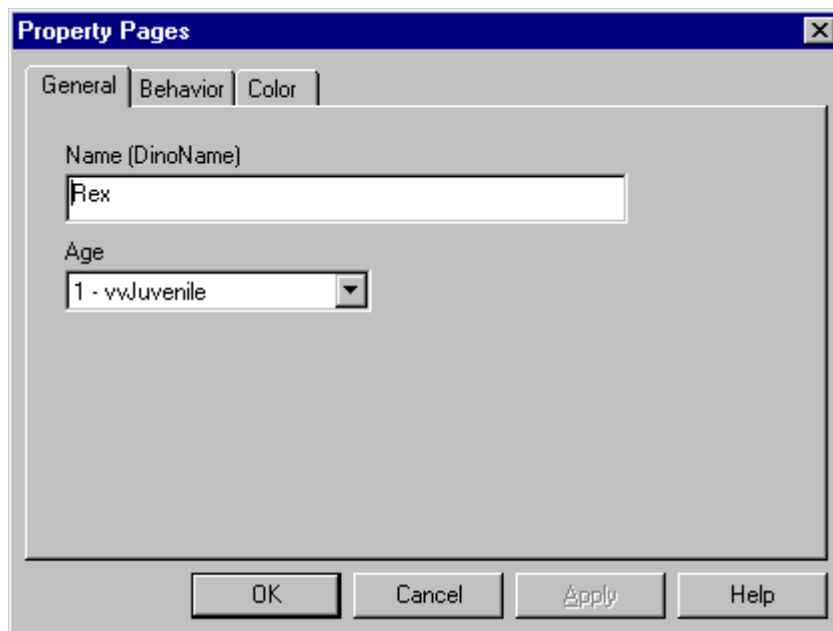 Property Pages
General Behavior Color
Name (DinoName)
Rex
Age
1 - vvJuvenile
OK Cancel Apply Help